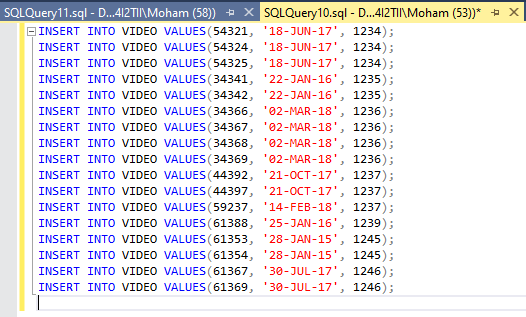 SQLQuery11.sql - D...4I2TII\Moham (58)) SQLQuery10.sql - D...4I2TII\Moham (53))*
INSERT INTO VIDEO VALUES(54321, '18-JUN-17', 1234);
INSERT INTO VIDEO VALUES(54324, '18-JUN-17', 1234);
INSERT INTO VIDEO VALUES(54325, '18-JUN-17', 1234);
INSERT INTO VIDEO VALUES(34341, '22-JAN-16', 1235);
INSERT INTO VIDEO VALUES(34342, '22-JAN-16', 1235);
INSERT INTO VIDEO VALUES(34366, '02-MAR-18', 1236);
INSERT INTO VIDEO VALUES(34367, '02-MAR-18', 1236);
INSERT INTO VIDEO VALUES(34368, '02-MAR-18', 1236);
INSERT INTO VIDEO VALUES(34369, '02-MAR-18', 1236);
INSERT INTO VIDEO VALUES(44392, '21-OCT-17', 1237);
INSERT INTO VIDEO VALUES(44397, '21-OCT-17', 1237);
INSERT INTO VIDEO VALUES(59237, '14-FEB-18', 1237);
INSERT INTO VIDEO VALUES(61388, '25-JAN-16', 1239);
INSERT INTO VIDEO VALUES(61353, '28-JAN-15', 1245);
INSERT INTO VIDEO VALUES(61354, '28-JAN-15', 1245);
INSERT INTO VIDEO VALUES(61367, '30-JUL-17', 1246);
INSERT INTO VIDEO VALUES(61369, '30-JUL-17', 1246);